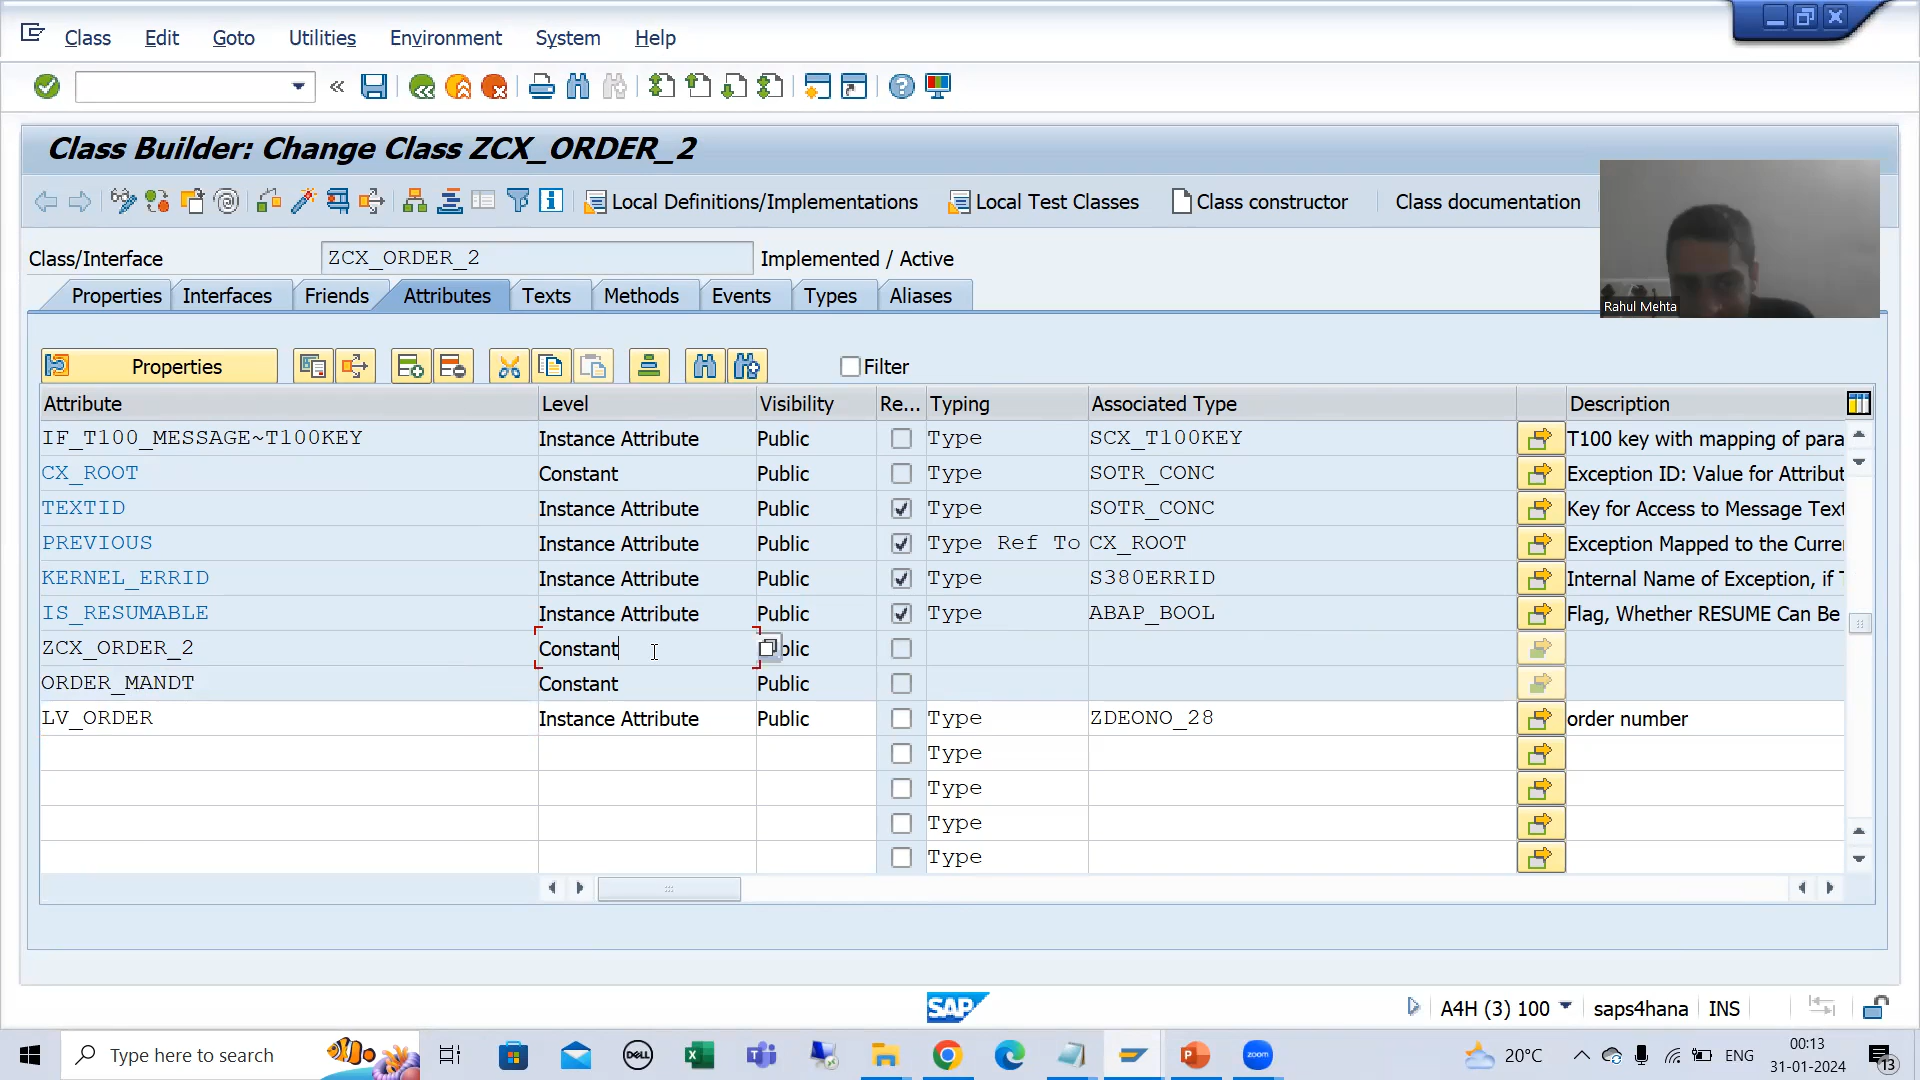 Class Edit Goto Utilities Environment System Help
Class Builder: Change Class ZCX_ORDER_2
Local Definitions/Implementations Local Test Classes Class constructor Class documentation
Class/Interface ZCX_ORDER_2 Implemented / Active
Rahul Mehta
Properties Interfaces Friends Attributes Texts Methods Events Types Aliases
Properties Filter
Attribute Level Visibility Re... Typing Associated Type Description
IF_T100_MESSAGE~T100KEY Instance Attribute Public Type SCX_T100KEY T100 key with mapping of para
CX_ROOT Constant Public Type SOTR_CONC Exception ID: Value for Attribut
TEXTID Instance Attribute Public Type SOTR_CONC Key for Access to Message Text
PREVIOUS Instance Attribute Public Type Ref To CX_ROOT Exception Mapped to the Curre
KERNEL_ERRID Instance Attribute Public Type S380ERRID Internal Name of Exception, if T
IS_RESUMABLE Instance Attribute Public Type ABAP_BOOL Flag, Whether RESUME Can Be
ZCX_ORDER_2 Constant blic
ORDER_MANDT Constant Public
LV_ORDER Instance Attribute Public Type ZDEONO_28 order number
Type
Type
Type
Type
SAP A4H (3) 100 saps4hana INS
Type here to search DELL zoom 20°C ENG 00:13
31-01-2024 13